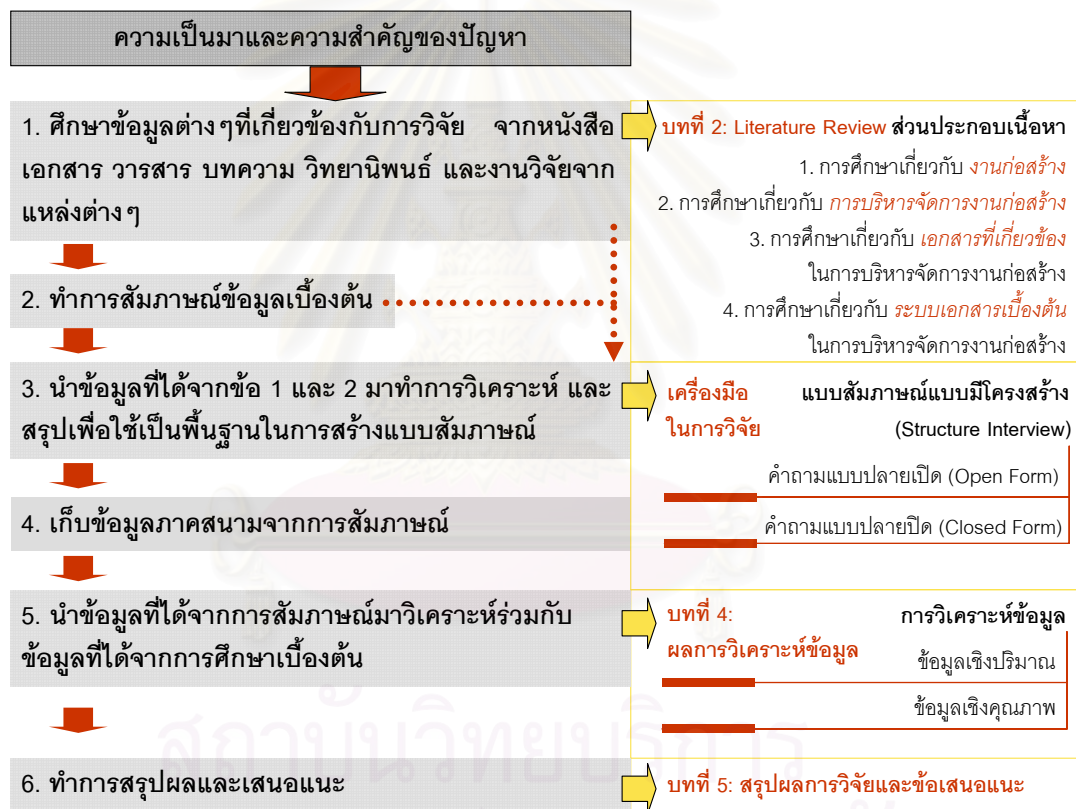 ความเป็นมาและความสำคัญของปัญหา
1. ศึกษาข้อมูลต่างๆที่เกี่ยวข้องกับการวิจัย จากหนังสือ
เอกสาร วารสาร บทความ วิทยานิพนธ์ และงานวิจัยจาก
แหล่งต่างๆ
บทที่ 2: Literature Review ส่วนประกอบเนื้อหา
1. การศึกษาเกี่ยวกับ งานก่อสร้าง
2. การศึกษาเกี่ยวกับ การบริหารจัดการงานก่อสร้าง
3. การศึกษาเกี่ยวกับ เอกสารที่เกี่ยวข้อง
ในการบริหารจัดการงานก่อสร้าง
4. การศึกษาเกี่ยวกับ ระบบเอกสารเบื้องต้น
ในการบริหารจัดการงานก่อสร้าง
2. ทำการสัมภาษณ์ข้อมูลเบื้องต้น
3. นำข้อมูลที่ได้จากข้อ 1 และ 2 มาทำการวิเคราะห์ และ
สรุปเพื่อใช้เป็นพื้นฐานในการสร้างแบบสัมภาษณ์
เครื่องมือ แบบสัมภาษณ์แบบมีโครงสร้าง
ในการวิจัย (Structure Interview)
คำถามแบบปลายเปิด (Open Form)
คำถามแบบปลายปิด (Closed Form)
4. เก็บข้อมูลภาคสนามจากการสัมภาษณ์
5. นำข้อมูลที่ได้จากการสัมภาษณ์มาวิเคราะห์ร่วมกับ
ข้อมูลที่ได้จากการศึกษาเบื้องต้น
บทที่ 4: การวิเคราะห์ข้อมูล
ผลการวิเคราะห์ข้อมูล ข้อมูลเชิงปริมาณ
ข้อมูลเชิงคุณภาพ
สถาบันวิทยบริการ
6. ทำการสรุปผลและเสนอแนะ
บทที่ 5: สรุปผลการวิจัยและข้อเสนอแนะ